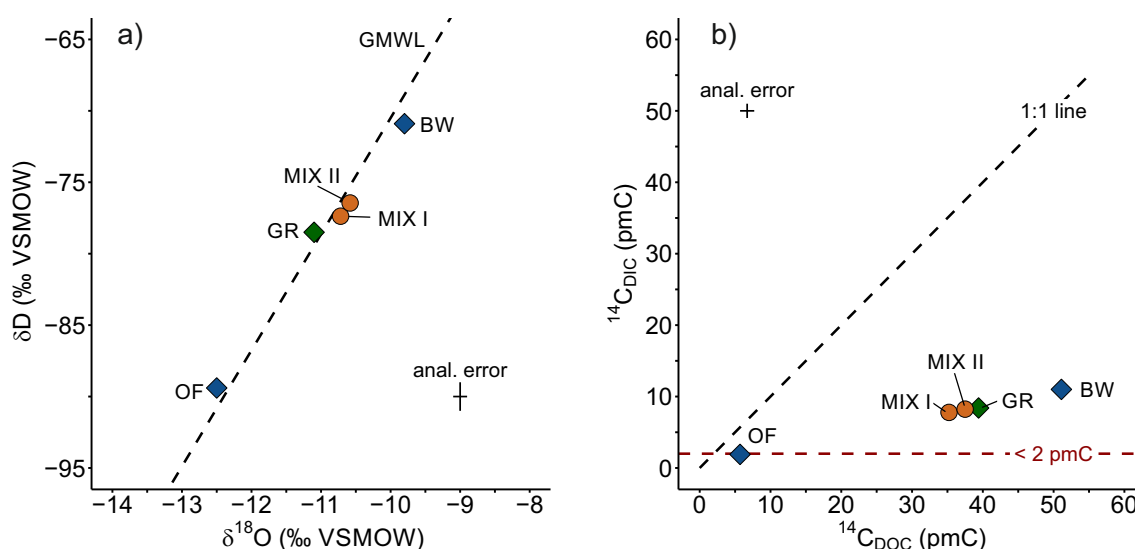 a)
GMWL
−65
−75
−85
−95
BW
MIX II
MIX I
GR
anal. error
OF
−14 −13 −12 −11 −10 −9 −8
δD (‰ VSMOW)
δ¹⁸O (‰ VSMOW)
b)
60
50
40
30
20
10
0
anal. error
1:1 line
MIX II
MIX I
GR
BW
OF
< 2 pmC
0 10 20 30 40 50 60
¹⁴C_DIC (pmC)
¹⁴C_DOC (pmC)